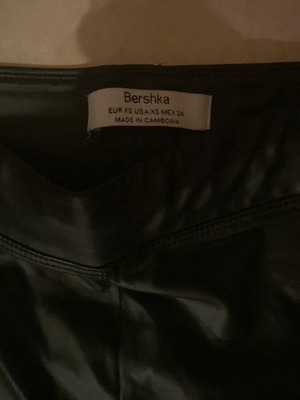 Bershka
EUR XS USA XS MEX 24
MADE IN CAMBODIA